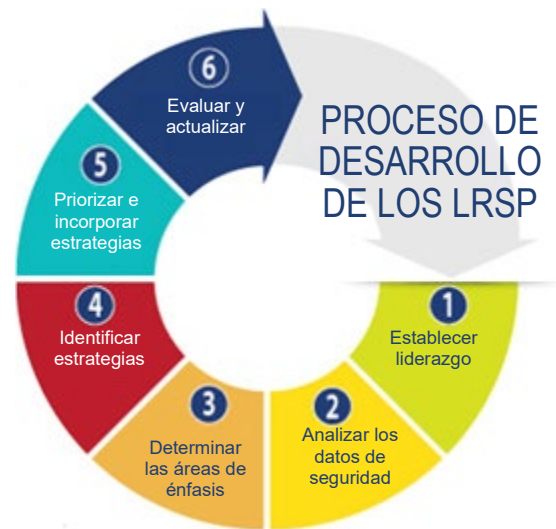 PROCESO DE
DESARROLLO
DE LOS LRSP
1
Establecer
liderazgo
2
Analizar los
datos de
seguridad
3
Determinar
las áreas de
énfasis
4
Identificar
estrategias
5
Priorizar e
incorporar
estrategias
6
Evaluar y
actualizar